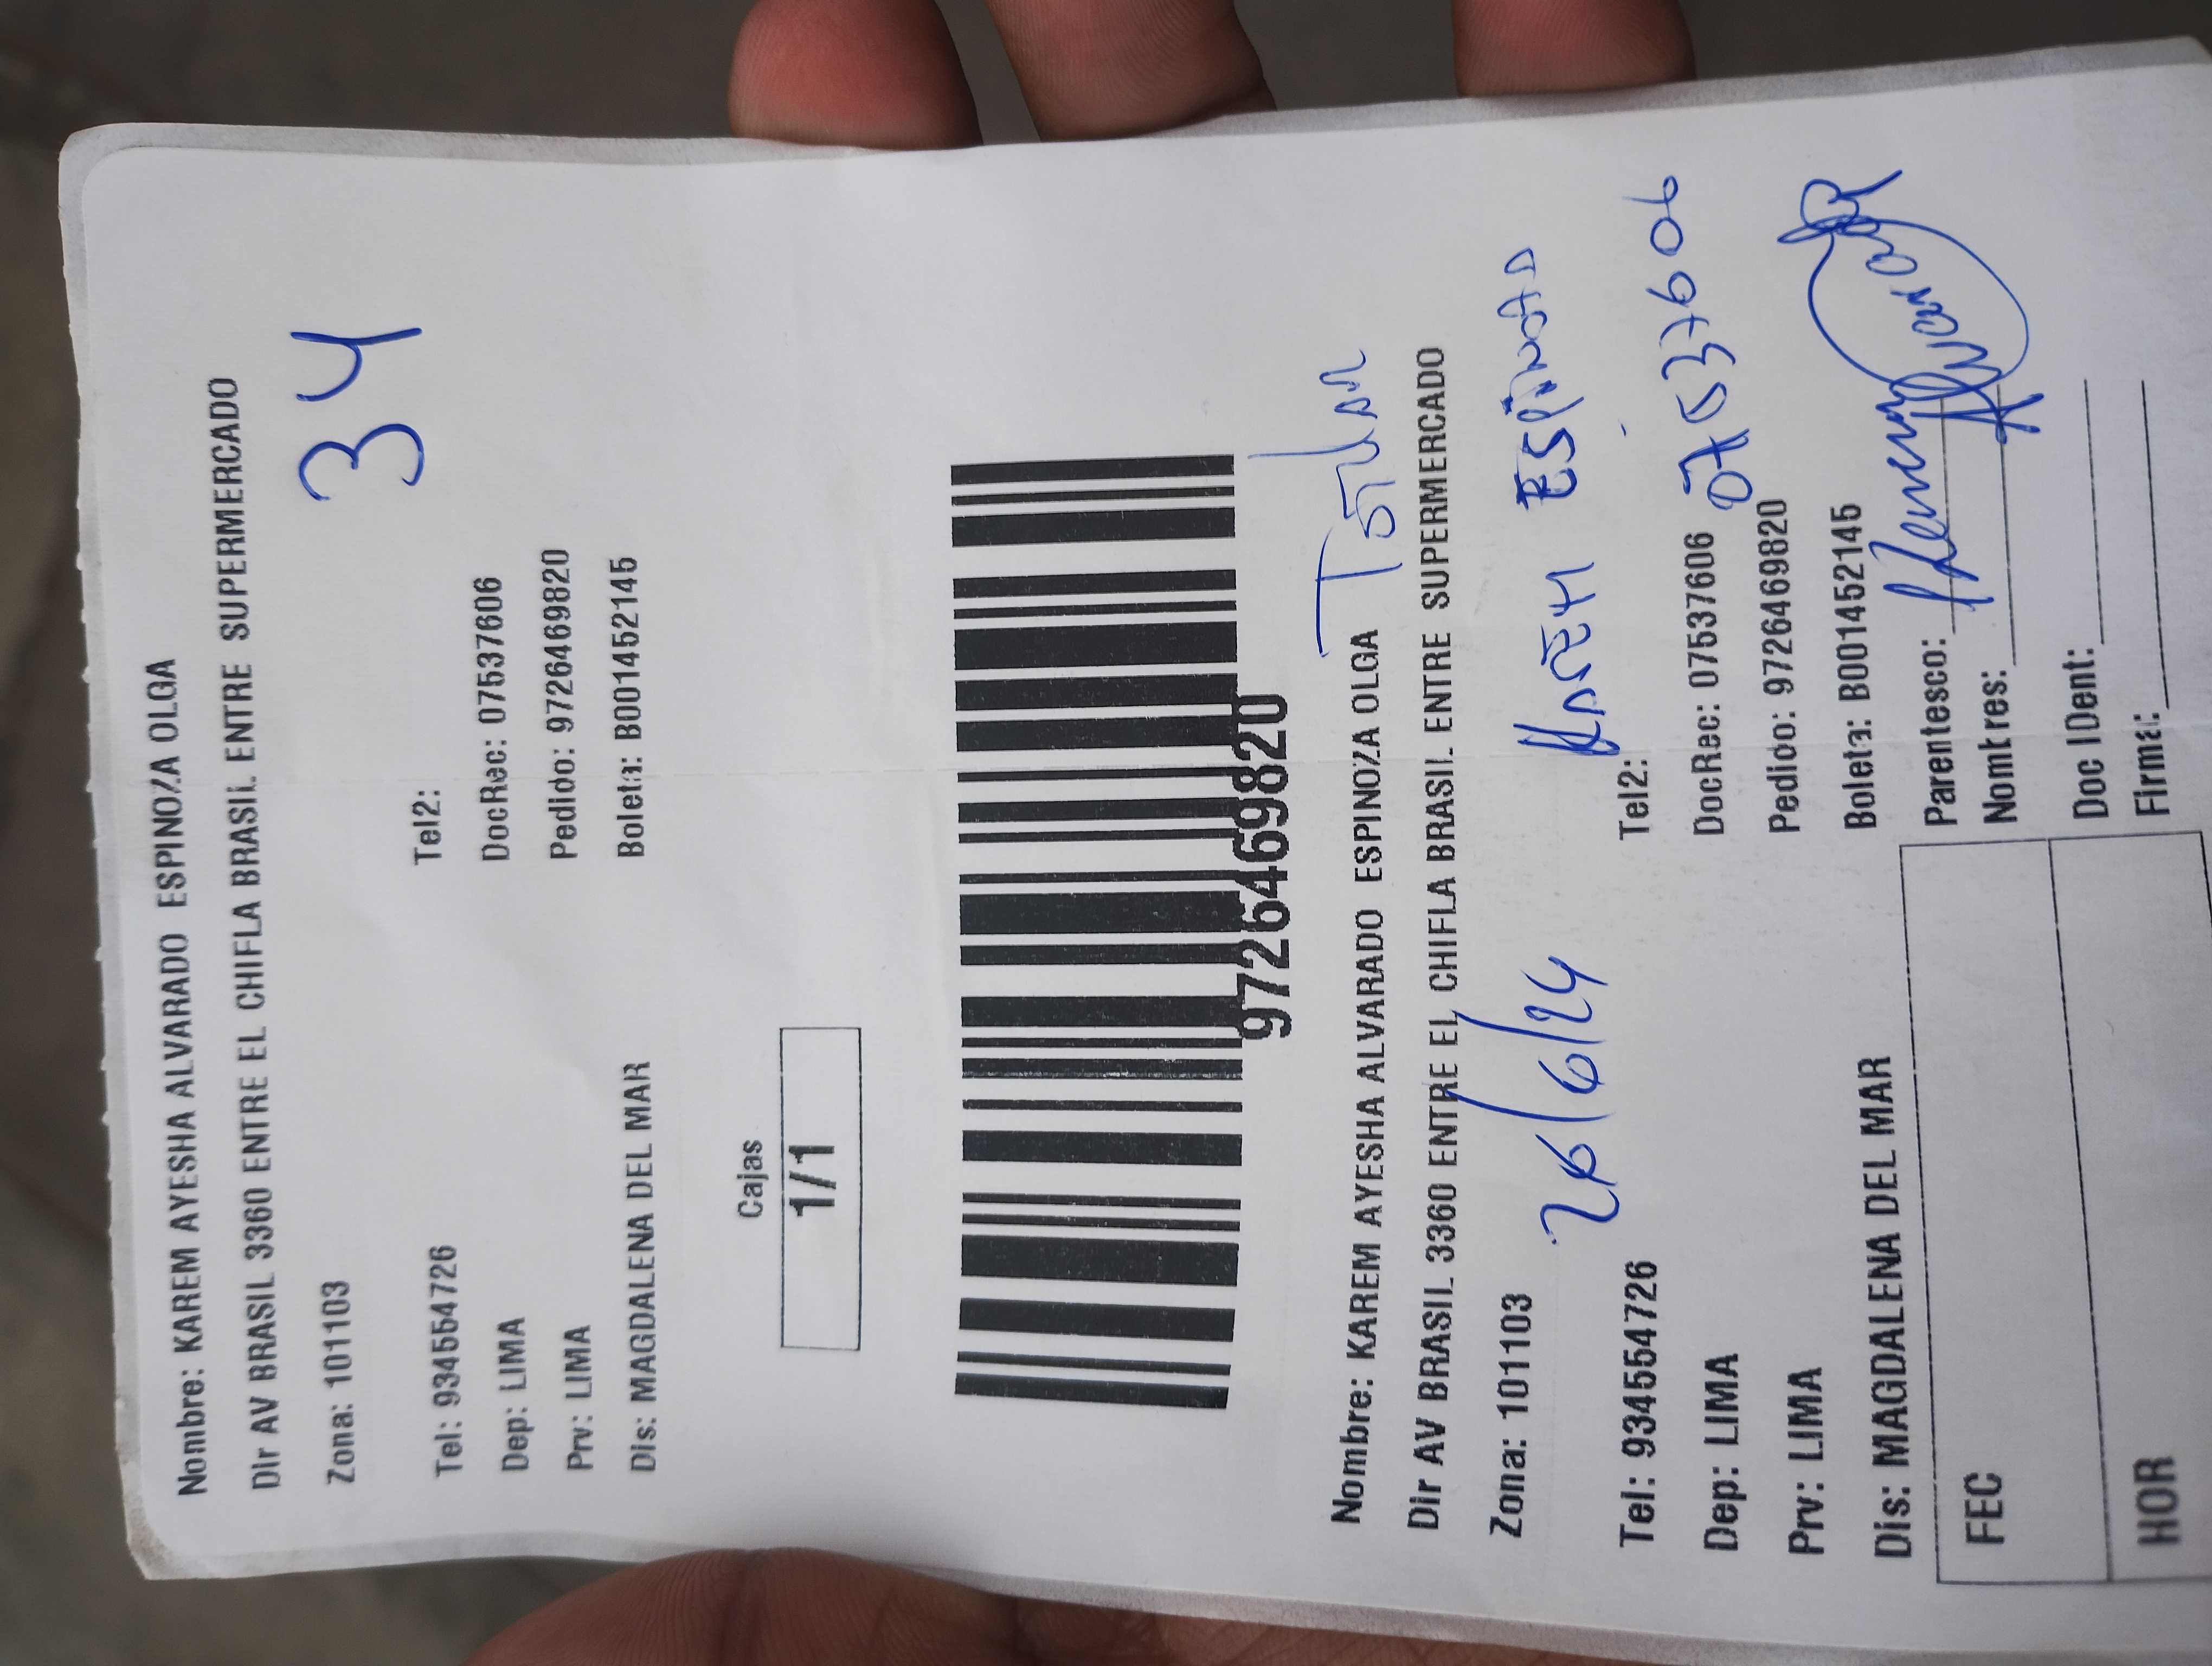 Nombre: KAREM AYESHA ALVARADO ESPINOZA OLGA
Dir AV BRASIL 3360 ENTRE EL CHIFLA BRASIL ENTRE SUPERMERCADO
34
Zona: 101103
Tel: 934554726 Tel2:
Dep: LIMA DocRec: 07537606
Prv: LIMA Pedido: 9726469820
Dis: MAGDALENA DEL MAR Boleta: B001452145
Cajas
1/1
9726469820
Nombre: KAREM AYESHA ALVARADO ESPINOZA OLGA
Dir AV BRASIL 3360 ENTRE EL CHIFLA BRASIL ENTRE SUPERMERCADO
Zona: 101103 26/6/24
Tel: 934554726 Tel2:
Dep: LIMA DocRec: 07537606 07537606
Prv: LIMA Pedido: 9726469820
Dis: MAGDALENA DEL MAR Boleta: B001452145
FEC Parentesco:
Nombres:
HOR Doc IDent:
Firma: